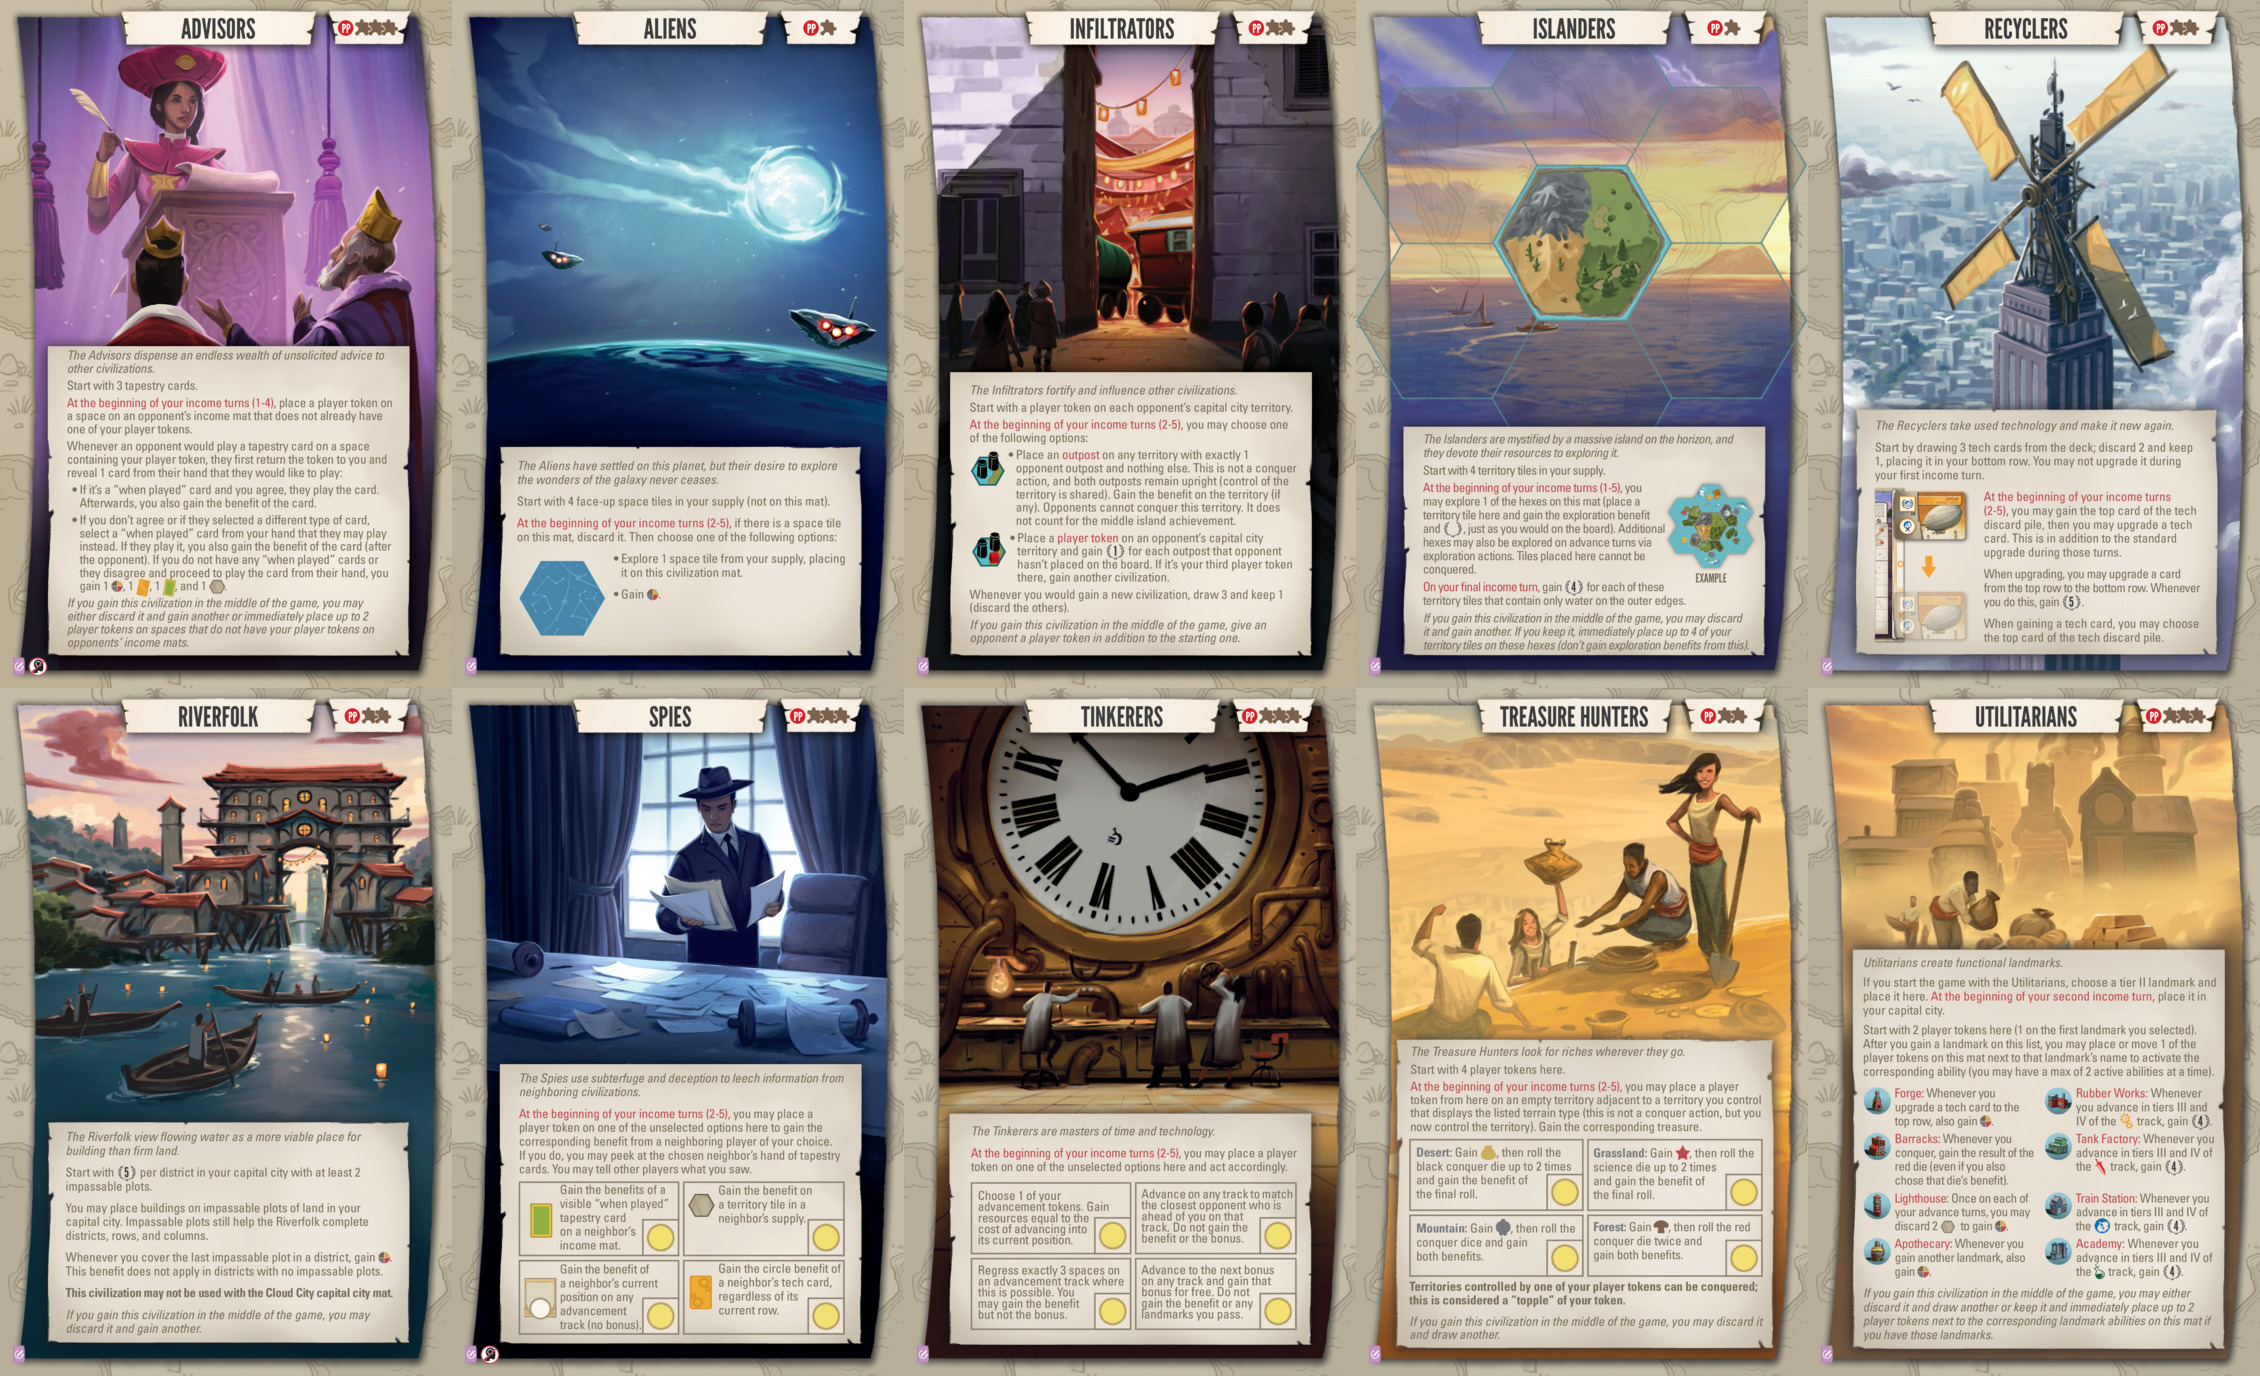 ADVISORS
PP
The Advisors dispense an endless wealth of unsolicited advice to
other civilizations.
Start with 3 tapestry cards.
At the beginning of your income turns (1-4), place a player token on
a space on an opponent's income mat that does not already have
one of your player tokens.
Whenever an opponent would play a tapestry card on a space
containing your player token, they first return the token to you and
reveal 1 card from their hand that they would like to play:
• If it's a "when played" card and you agree, they play the card.
Afterwards, you also gain the benefit of the card.
• If you don't agree or if they selected a different type of card,
select a "when played" card from your hand that they may play
instead. If they play it, you also gain the benefit of the card (after
the opponent). If you do not have any "when played" cards or
they disagree and proceed to play the card from their hand, you
gain 1 , 1 , 1 , and 1 .
If you gain this civilization in the middle of the game, you may
either discard it and gain another or immediately place up to 2
player tokens on spaces that do not have your player tokens on
opponents' income mats.
ALIENS
PP
The Aliens have settled on this planet, but their desire to explore
the wonders of the galaxy never ceases.
Start with 4 face-up space tiles in your supply (not on this mat).
At the beginning of your income turns (2-5), if there is a space tile
on this mat, discard it. Then choose one of the following options:
• Explore 1 space tile from your supply, placing
it on this civilization mat.
• Gain .
INFILTRATORS
PP
The Infiltrators fortify and influence other civilizations.
Start with a player token on each opponent's capital city territory.
At the beginning of your income turns (2-5), you may choose one
of the following options:
• Place an outpost on any territory with exactly 1
opponent outpost and nothing else. This is not a conquer
action, and both outposts remain upright (control of the
territory is shared). Gain the benefit on the territory (if
any). Opponents cannot conquer this territory. It does
not count for the middle island achievement.
• Place a player token on an opponent's capital city
territory and gain 1 for each outpost that opponent
hasn't placed on the board. If it's your third player token
there, gain another civilization.
Whenever you would gain a new civilization, draw 3 and keep 1
(discard the others).
If you gain this civilization in the middle of the game, give an
opponent a player token in addition to the starting one.
ISLANDERS
PP
The Islanders are mystified by a massive island on the horizon, and
they devote their resources to exploring it.
Start with 4 territory tiles in your supply.
At the beginning of your income turns (1-5), you
may explore 1 of the hexes on this mat (place a
territory tile here and gain the exploration benefit
and , just as you would on the board). Additional
hexes may also be explored on advance turns via
exploration actions. Tiles placed here cannot be
conquered.
EXAMPLE
On your final income turn, gain 4 for each of these
territory tiles that contain only water on the outer edges.
If you gain this civilization in the middle of the game, you may discard
it and gain another. If you keep it, immediately place up to 4 of your
territory tiles on these hexes (don't gain exploration benefits from this).
RECYCLERS
PP
The Recyclers take used technology and make it new again.
Start by drawing 3 tech cards from the deck; discard 2 and keep
1, placing it in your bottom row. You may not upgrade it during
your first income turn.
At the beginning of your income turns
(2-5), you may gain the top card of the tech
discard pile, then you may upgrade a tech
card. This is in addition to the standard
upgrade during those turns.
When upgrading, you may upgrade a card
from the top row to the bottom row. Whenever
you do this, gain 5.
When gaining a tech card, you may choose
the top card of the tech discard pile.
RIVERFOLK
PP
The Riverfolk view flowing water as a more viable place for
building than firm land.
Start with 5 per district in your capital city with at least 2
impassable plots.
You may place buildings on impassable plots of land in your
capital city. Impassable plots still help the Riverfolk complete
districts, rows, and columns.
Whenever you cover the last impassable plot in a district, gain .
This benefit does not apply in districts with no impassable plots.
This civilization may not be used with the Cloud City capital city mat.
If you gain this civilization in the middle of the game, you may
discard it and gain another.
SPIES
PP
The Spies use subterfuge and deception to leech information from
neighboring civilizations.
At the beginning of your income turns (2-5), you may place a
player token on one of the unselected options here to gain the
corresponding benefit from a neighboring player of your choice.
If you do, you may peek at the chosen neighbor's hand of tapestry
cards. You may tell other players what you saw.
Gain the benefits of a
visible "when played"
tapestry card
on a neighbor's
income mat.
Gain the benefit on
a territory tile in a
neighbor's supply.
Gain the benefit of
a neighbor's current
position on any
advancement
track (no bonus).
Gain the circle benefit of
a neighbor's tech card,
regardless of its
current row.
TINKERERS
PP
The Tinkerers are masters of time and technology.
At the beginning of your income turns (2-5), you may place a player
token on one of the unselected options here and act accordingly.
Choose 1 of your
advancement tokens. Gain
resources equal to the
cost of advancing into
its current position.
Advance on any track to match
the closest opponent who is
ahead of you on that
track. Do not gain the
benefit or the bonus.
Regress exactly 3 spaces on
an advancement track where
this is possible. You
may gain the benefit
but not the bonus.
Advance to the next bonus
on any track and gain that
bonus for free. Do not
gain the benefit or any
landmarks you pass.
TREASURE HUNTERS
PP
The Treasure Hunters look for riches wherever they go.
Start with 4 player tokens here.
At the beginning of your income turns (2-5), you may place a player
token from here on an empty territory adjacent to a territory you control
that displays the listed terrain type (this is not a conquer action, but you
now control the territory). Gain the corresponding treasure.
Desert: Gain , then roll the
black conquer die up to 2 times
and gain the benefit of
the final roll.
Grassland: Gain , then roll the
science die up to 2 times
and gain the benefit of
the final roll.
Mountain: Gain , then roll the
conquer dice and gain
both benefits.
Forest: Gain , then roll the red
conquer die twice and
gain both benefits.
Territories controlled by one of your player tokens can be conquered;
this is considered a "topple" of your token.
If you gain this civilization in the middle of the game, you may discard it
and draw another.
UTILITARIANS
PP
Utilitarians create functional landmarks.
If you start the game with the Utilitarians, choose a tier II landmark and
place it here. At the beginning of your second income turn, place it in
your capital city.
Start with 2 player tokens here (1 on the first landmark you selected).
After you gain a landmark on this list, you may place or move 1 of the
player tokens on this mat next to that landmark's name to activate the
corresponding ability (you may have a max of 2 active abilities at a time).
Forge: Whenever you
upgrade a tech card to the
top row, also gain .
Barracks: Whenever you
conquer, gain the result of the
red die (even if you also
chose that die's benefit).
Lighthouse: Once on each of
your advance turns, you may
discard 2 to gain .
Apothecary: Whenever you
gain another landmark, also
gain .
Rubber Works: Whenever
you advance in tiers III and
IV of the track, gain 4.
Tank Factory: Whenever you
advance in tiers III and IV of
the track, gain 4.
Train Station: Whenever you
advance in tiers III and IV of
the track, gain 4.
Academy: Whenever you
advance in tiers III and IV of
the track, gain 4.
If you gain this civilization in the middle of the game, you may either
discard it and draw another or keep it and immediately place up to 2
player tokens next to the corresponding landmark abilities on this mat if
you have those landmarks.